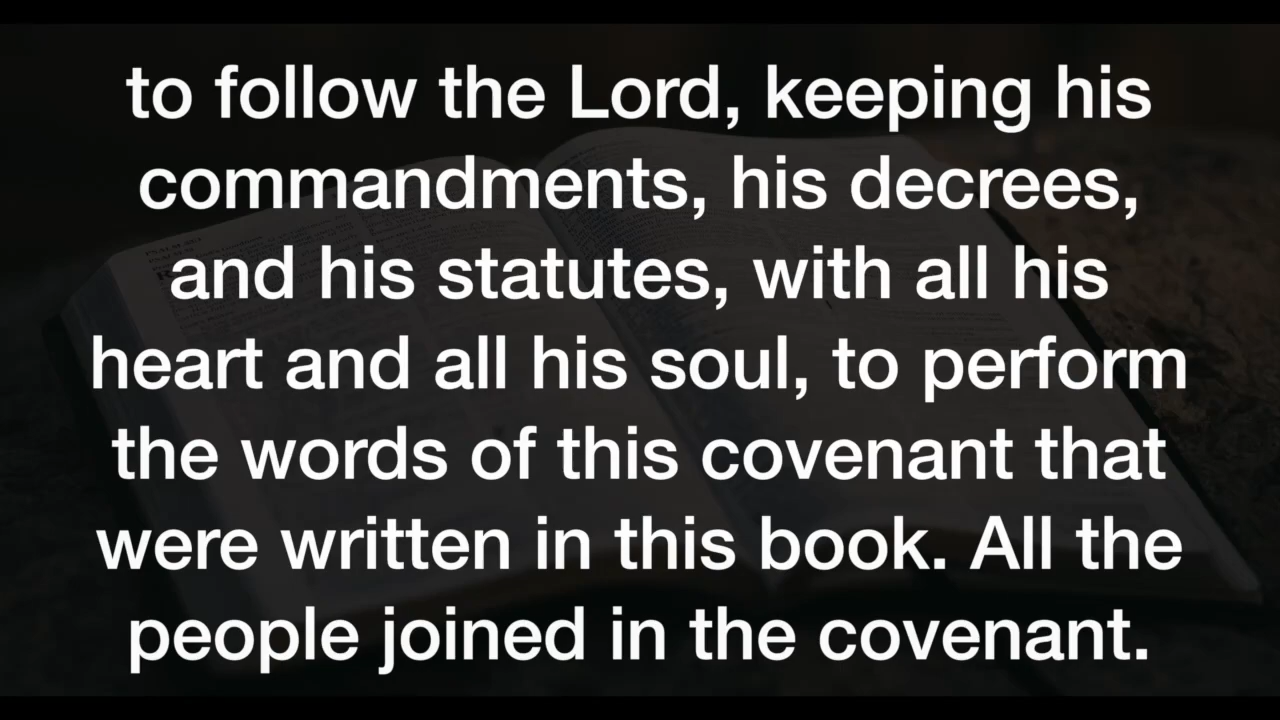 to follow the Lord, keeping his
commandments, his decrees,
and his statutes, with all his
heart and all his soul, to perform
the words of this covenant that
were written in this book. All the
people joined in the covenant.